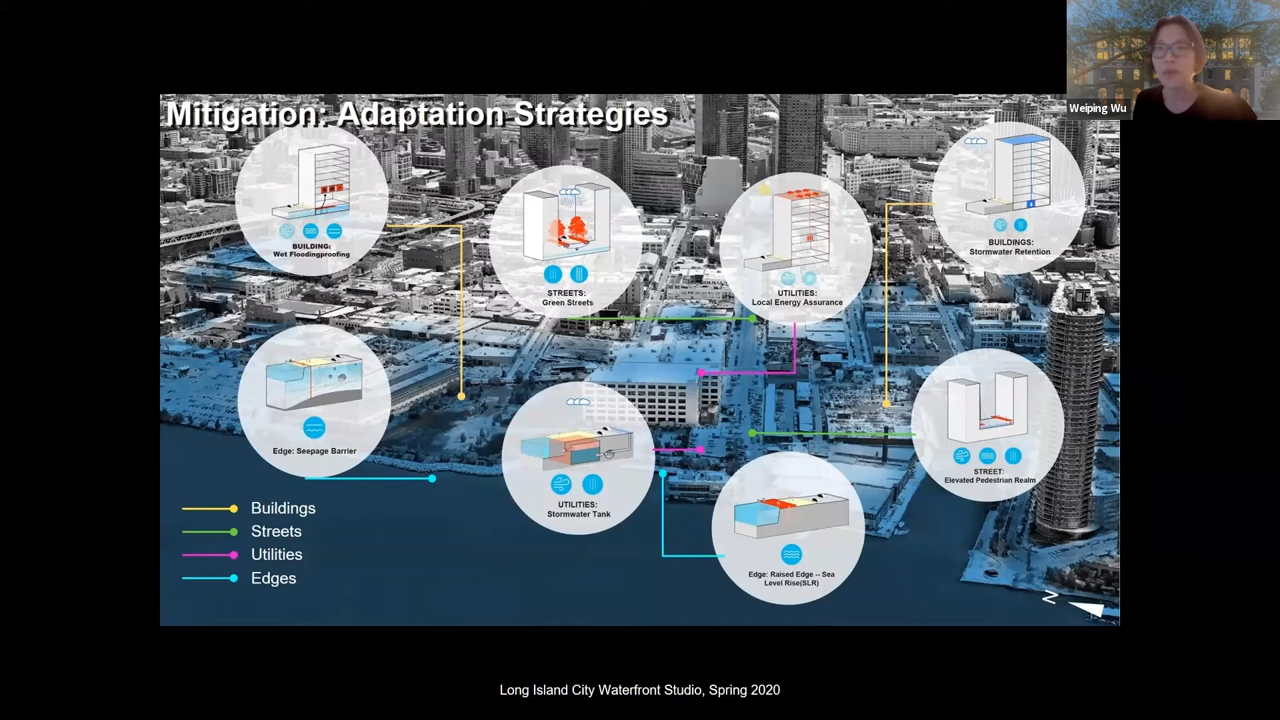 Weiping Wu
Mitigation: Adaptation Strategies
BUILDING:
Wet Floodingproofing
STREETS:
Green Streets
UTILITIES:
Local Energy Assurance
BUILDINGS:
Stormwater Retention
Edge: Seepage Barrier
UTILITIES:
Stormwater Tank
STREET:
Elevated Pedestrian Realm
Edge: Raised Edge -- Sea
Level Rise(SLR)
Buildings
Streets
Utilities
Edges
N
Long Island City Waterfront Studio, Spring 2020